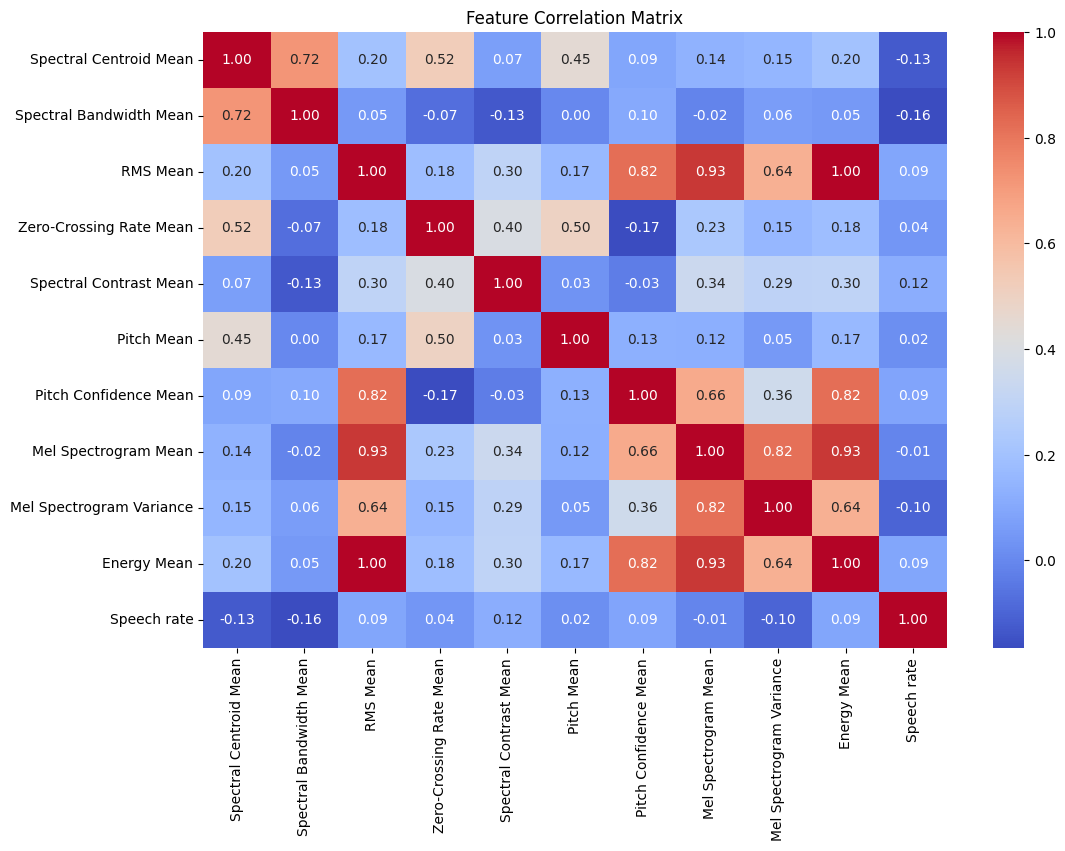 Feature Correlation Matrix
Spectral Centroid Mean 1.00 0.72 0.20 0.52 0.07 0.45 0.09 0.14 0.15 0.20 -0.13
Spectral Bandwidth Mean 0.72 1.00 0.05 -0.07 -0.13 0.00 0.10 -0.02 0.06 0.05 -0.16
RMS Mean 0.20 0.05 1.00 0.18 0.30 0.17 0.82 0.93 0.64 1.00 0.09
Zero-Crossing Rate Mean 0.52 -0.07 0.18 1.00 0.40 0.50 -0.17 0.23 0.15 0.18 0.04
Spectral Contrast Mean 0.07 -0.13 0.30 0.40 1.00 0.03 -0.03 0.34 0.29 0.30 0.12
Pitch Mean 0.45 0.00 0.17 0.50 0.03 1.00 0.13 0.12 0.05 0.17 0.02
Pitch Confidence Mean 0.09 0.10 0.82 -0.17 -0.03 0.13 1.00 0.66 0.36 0.82 0.09
Mel Spectrogram Mean 0.14 -0.02 0.93 0.23 0.34 0.12 0.66 1.00 0.82 0.93 -0.01
Mel Spectrogram Variance 0.15 0.06 0.64 0.15 0.29 0.05 0.36 0.82 1.00 0.64 -0.10
Energy Mean 0.20 0.05 1.00 0.18 0.30 0.17 0.82 0.93 0.64 1.00 0.09
Speech rate -0.13 -0.16 0.09 0.04 0.12 0.02 0.09 -0.01 -0.10 0.09 1.00
Spectral Centroid Mean
Spectral Bandwidth Mean
RMS Mean
Zero-Crossing Rate Mean
Spectral Contrast Mean
Pitch Mean
Pitch Confidence Mean
Mel Spectrogram Mean
Mel Spectrogram Variance
Energy Mean
Speech rate
1.0
0.8
0.6
0.4
0.2
0.0